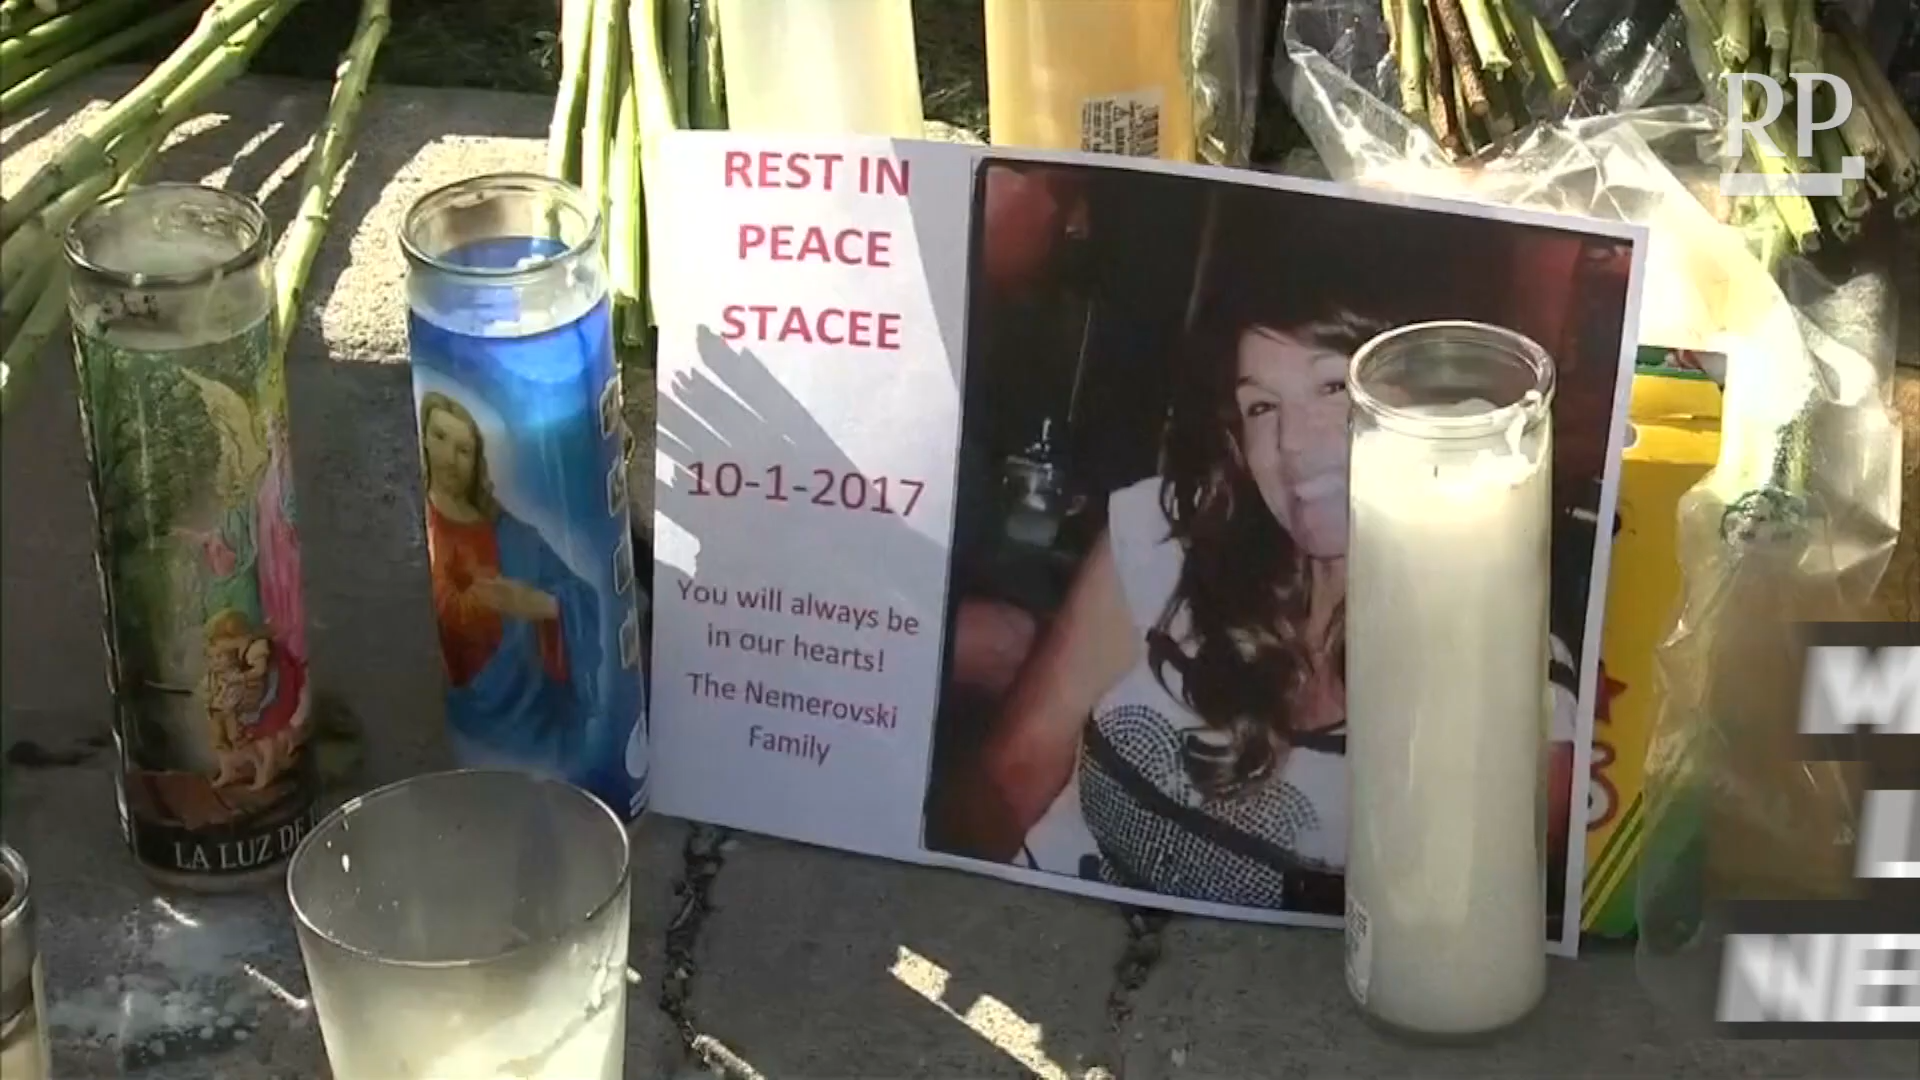 RP
REST IN
PEACE
STACEE
10-1-2017
You will always be
in our hearts!
The Nemerovski
Family
LA LUZ DE
W
L
NE